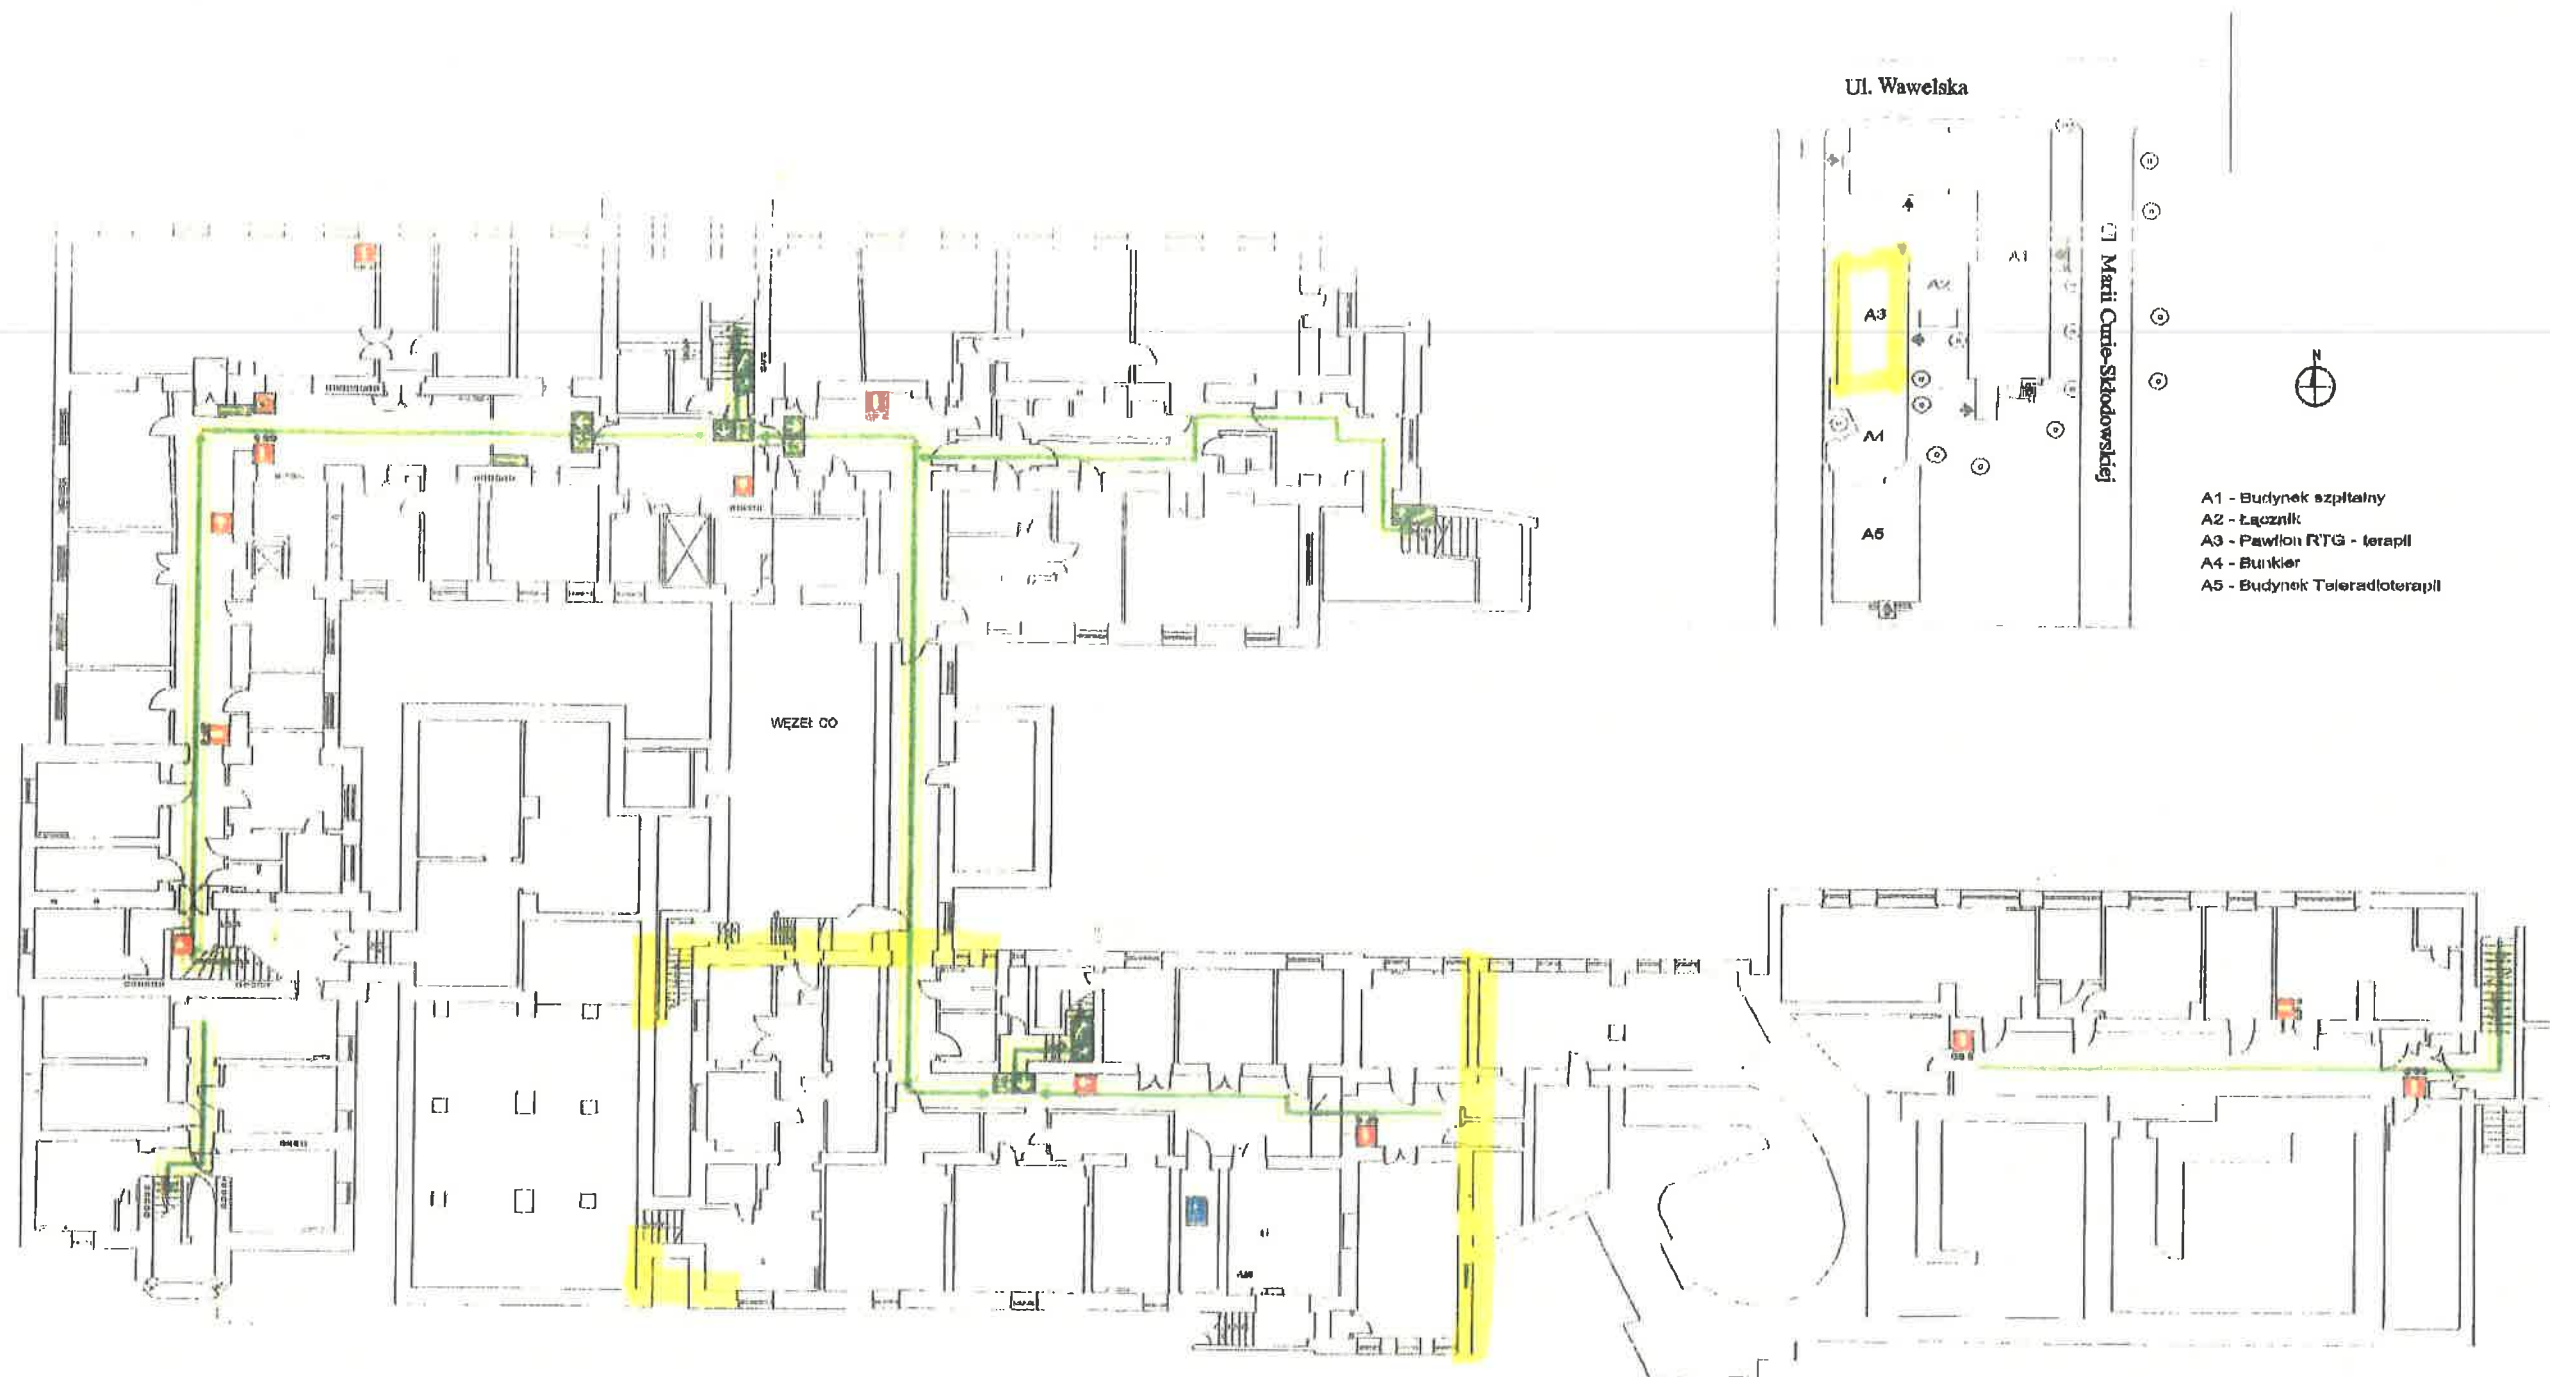 Ul. Wawelska
A1
A2
A3
Marii Curie-Skłodowskiej
N
A4
A1 - Budynek szpitalny
A2 - Łącznik
A3 - Pawilon RTG - terapii
A4 - Bunkier
A5 - Budynek Teleradioterapii
A5
WĘZEŁ CO